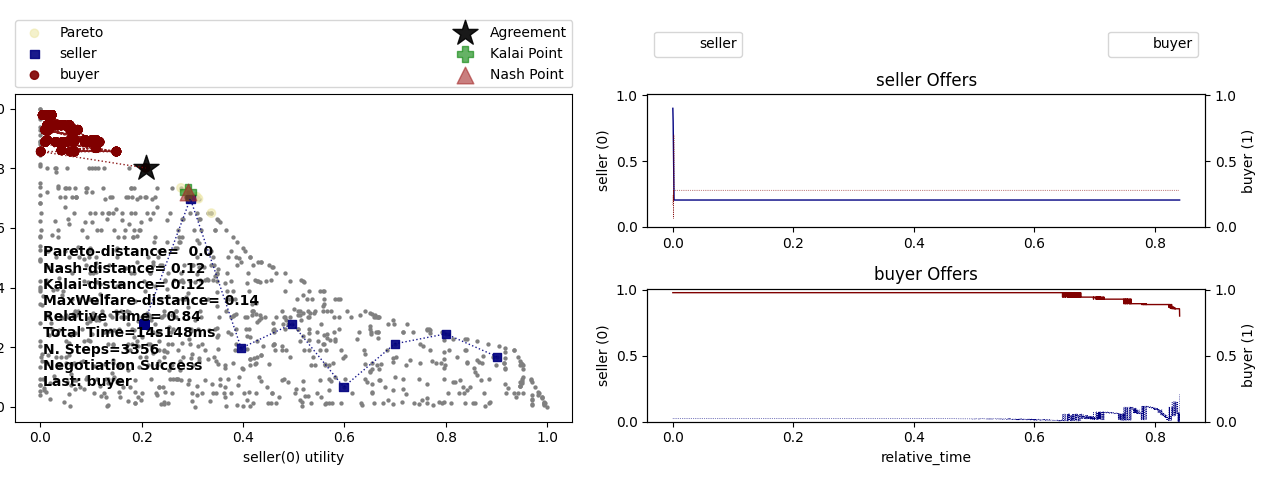 Pareto
seller
buyer
Agreement
Kalai Point
Nash Point
seller
buyer
0
8
6
4
2
0
Pareto-distance= 0.0
Nash-distance= 0.12
Kalai-distance= 0.12
MaxWelfare-distance= 0.14
Relative Time= 0.84
Total Time=14s148ms
N. Steps=3356
Negotiation Success
Last: buyer
0.0 0.2 0.4 0.6 0.8 1.0
seller(0) utility
seller Offers
1.0
0.5
0.0
seller (0)
1.0
0.5
0.0
buyer (1)
0.0 0.2 0.4 0.6 0.8
buyer Offers
1.0
0.5
0.0
seller (0)
1.0
0.5
0.0
buyer (1)
0.0 0.2 0.4 0.6 0.8
relative_time